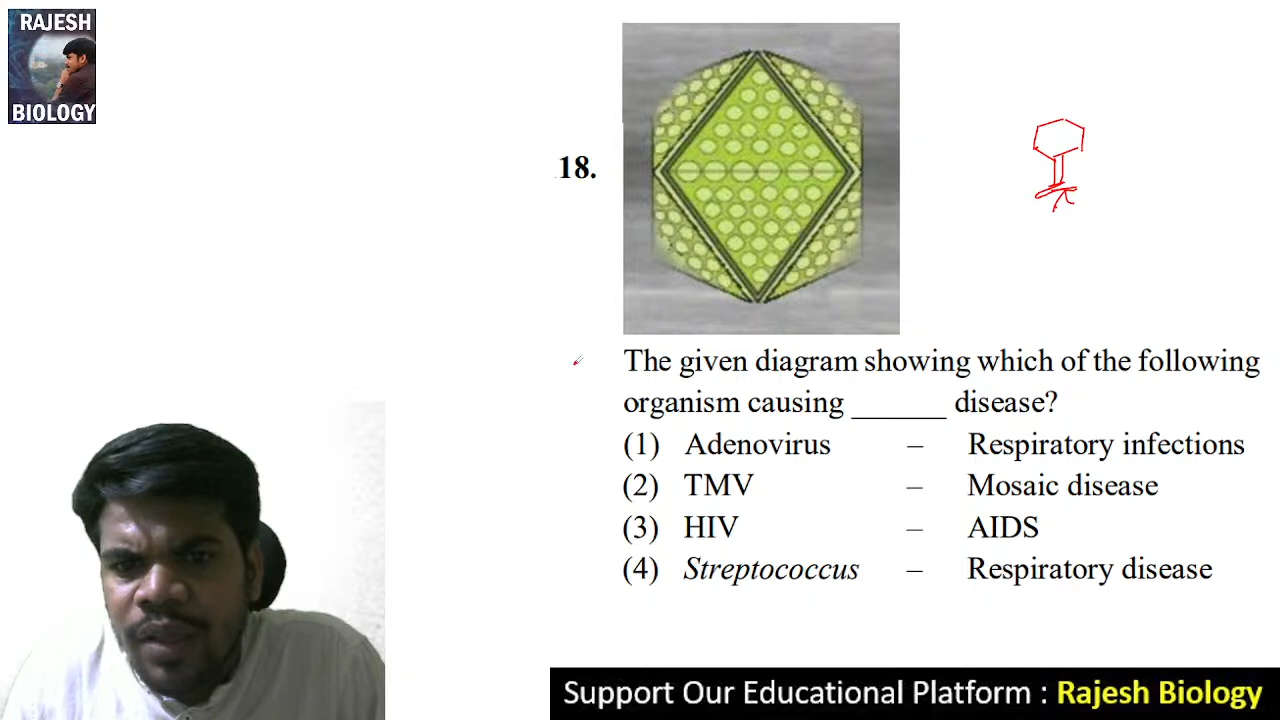 RAJESH
BIOLOGY
18.
The given diagram showing which of the following
organism causing ______ disease?
(1) Adenovirus – Respiratory infections
(2) TMV – Mosaic disease
(3) HIV – AIDS
(4) Streptococcus – Respiratory disease
Support Our Educational Platform : Rajesh Biology